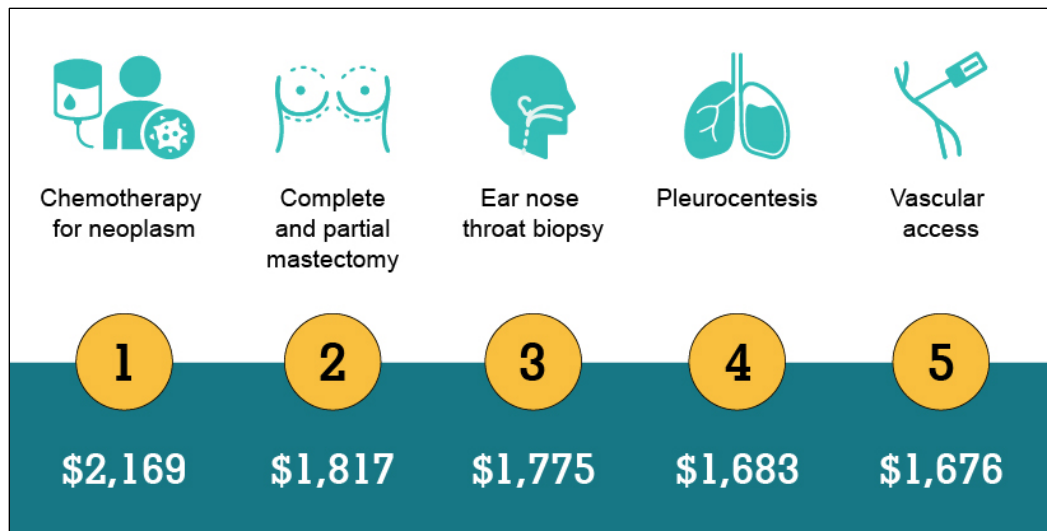 Chemotherapy
for neoplasm
Complete
and partial
mastectomy
Ear nose
throat biopsy
Pleurocentesis
Vascular
access
1
2
3
4
5
$2,169
$1,817
$1,775
$1,683
$1,676